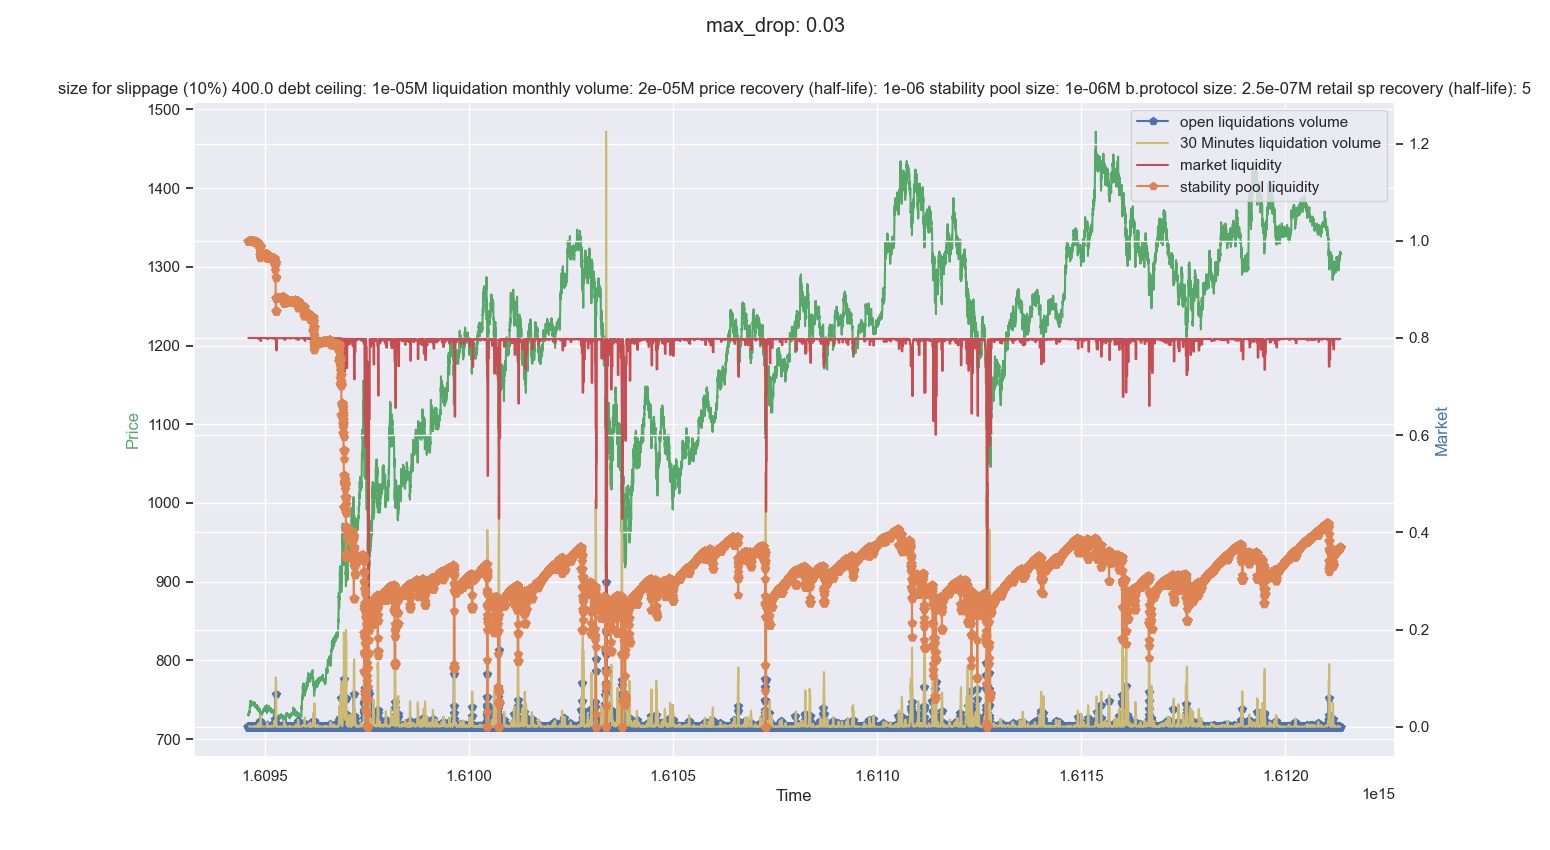 max_drop: 0.03
size for slippage (10%) 400.0 debt ceiling: 1e-05M liquidation monthly volume: 2e-05M price recovery (half-life): 1e-06 stability pool size: 1e-06M b.protocol size: 2.5e-07M retail sp recovery (half-life): 5
open liquidations volume
30 Minutes liquidation volume
market liquidity
stability pool liquidity
Price
1500
1400
1300
1200
1100
1000
900
800
700
1.2
1.0
0.8
0.6
0.4
0.2
0.0
Market
1.6095
1.6100
1.6105
1.6110
1.6115
1.6120
Time
1e15